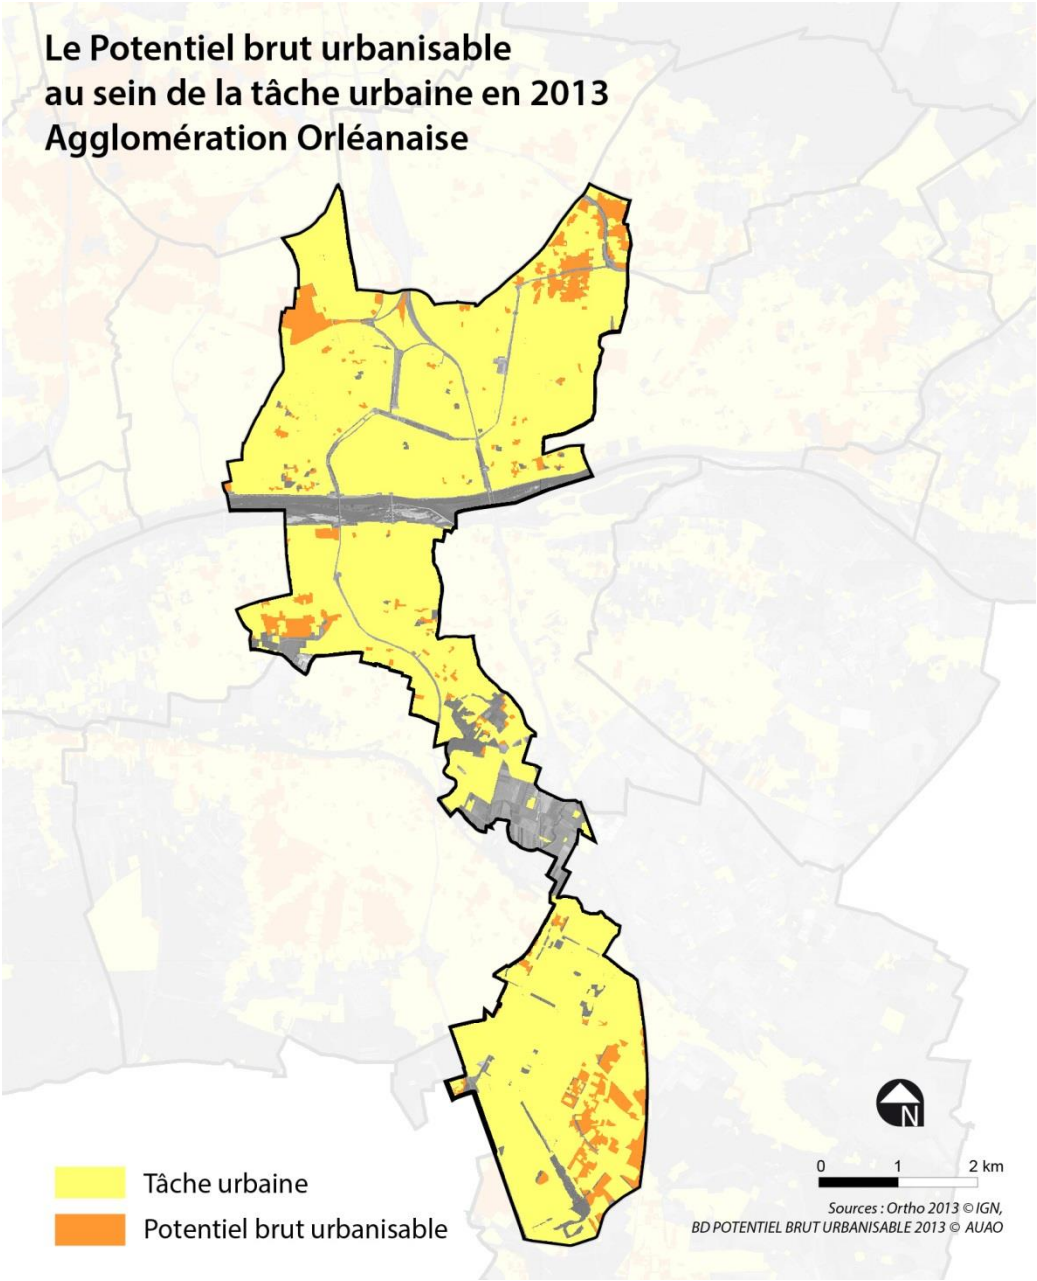 Le Potentiel brut urbanisable
au sein de la tâche urbaine en 2013
Agglomération Orléanaise
N
0 1 2 km
Tâche urbaine
Potentiel brut urbanisable
Sources : Ortho 2013 © IGN,
BD POTENTIEL BRUT URBANISABLE 2013 © AUAO